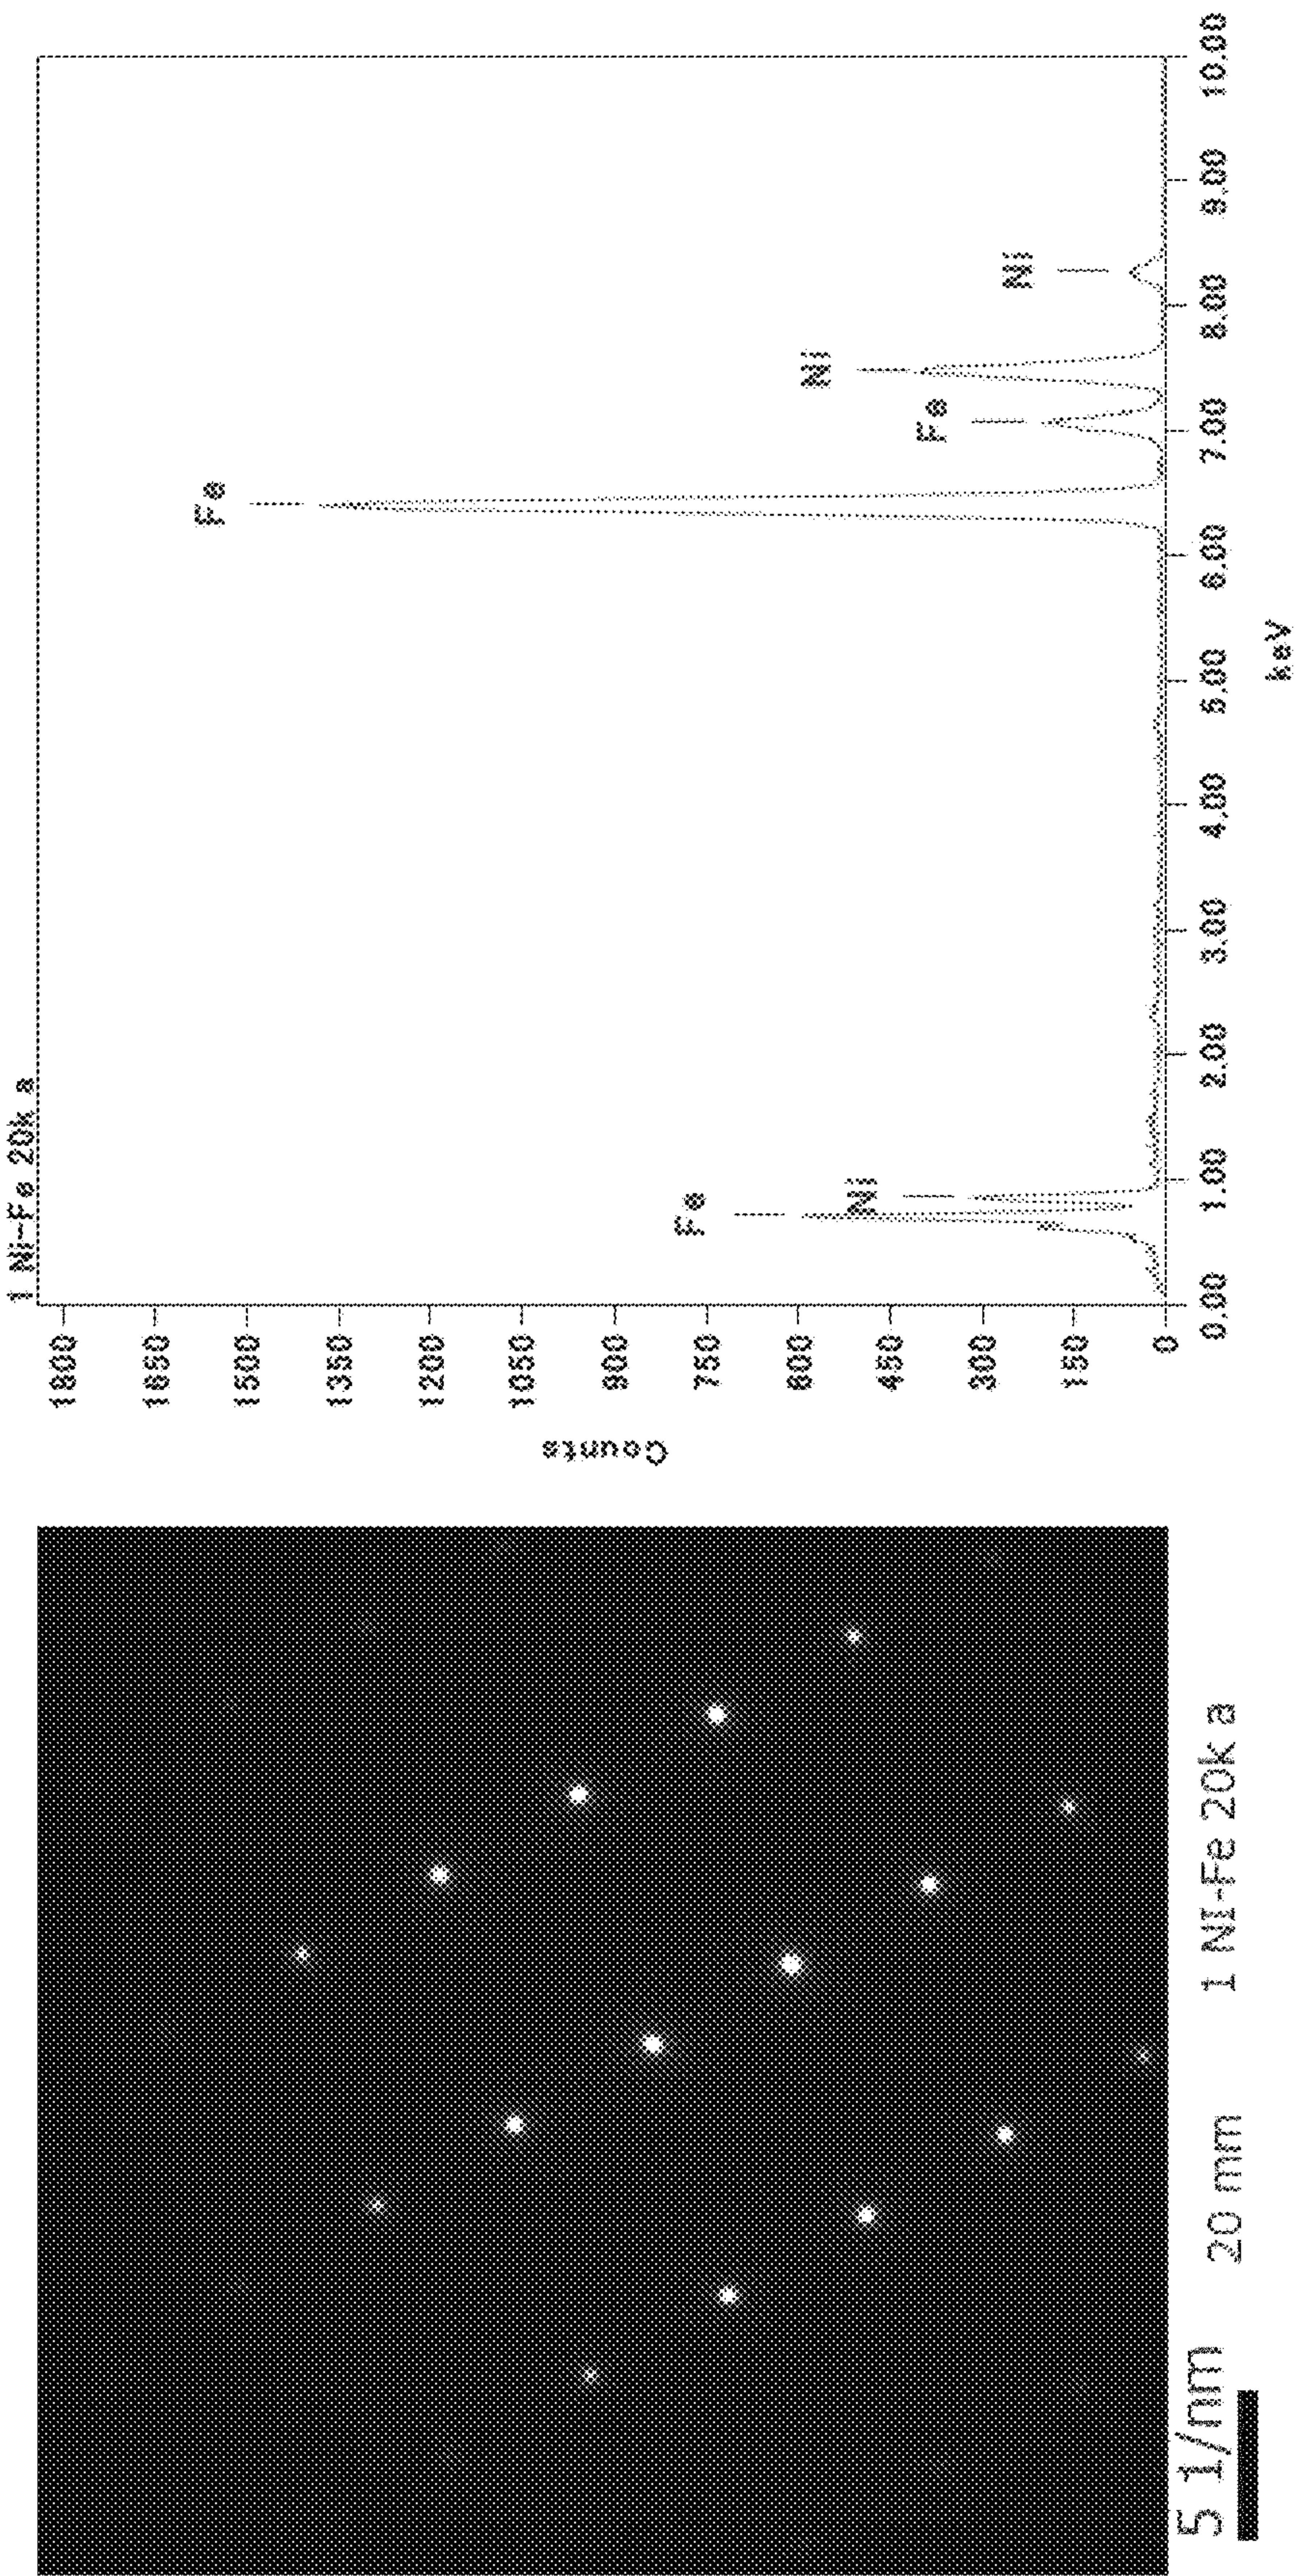 5 1/nm 20 mm 1 NI-Fe 20k a
1 Ni-Fe 20k a
Counts
1800
1650
1500
1350
1200
1050
900
750
600
450
300
150
0
Fe
Ni
Fe
Fe
Ni
Ni
0.00 1.00 2.00 3.00 4.00 5.00 6.00 7.00 8.00 9.00 10.00
keV